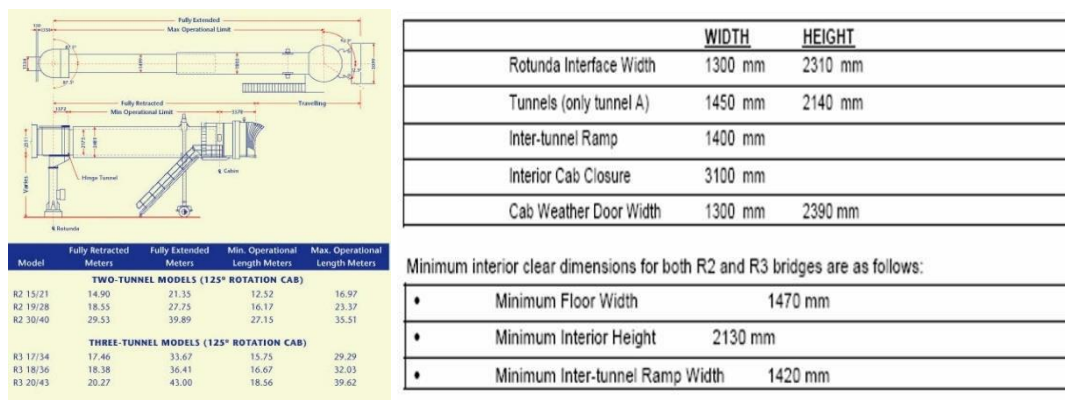 Fully Extended
Max Operational Limit
87.5°
87.5°
Fully Retracted
Travelling
Min Operational Limit
Hinge Tunnel
Cabin
Varies
Rotunda
Model
Fully Retracted Meters
Fully Extended Meters
Min. Operational Length Meters
Max. Operational Length Meters
TWO-TUNNEL MODELS (125° ROTATION CAB)
R2 15/21 14.90 21.35 12.52 16.97
R2 19/28 18.55 27.75 16.17 23.37
R2 30/40 29.53 39.89 27.15 35.51
THREE-TUNNEL MODELS (125° ROTATION CAB)
R3 17/34 17.46 33.67 15.75 29.29
R3 18/36 18.38 36.41 16.67 32.03
R3 20/43 20.27 43.00 18.56 39.62
WIDTH HEIGHT
Rotunda Interface Width 1300 mm 2310 mm
Tunnels (only tunnel A) 1450 mm 2140 mm
Inter-tunnel Ramp 1400 mm
Interior Cab Closure 3100 mm
Cab Weather Door Width 1300 mm 2390 mm
Minimum interior clear dimensions for both R2 and R3 bridges are as follows:
• Minimum Floor Width 1470 mm
• Minimum Interior Height 2130 mm
• Minimum Inter-tunnel Ramp Width 1420 mm